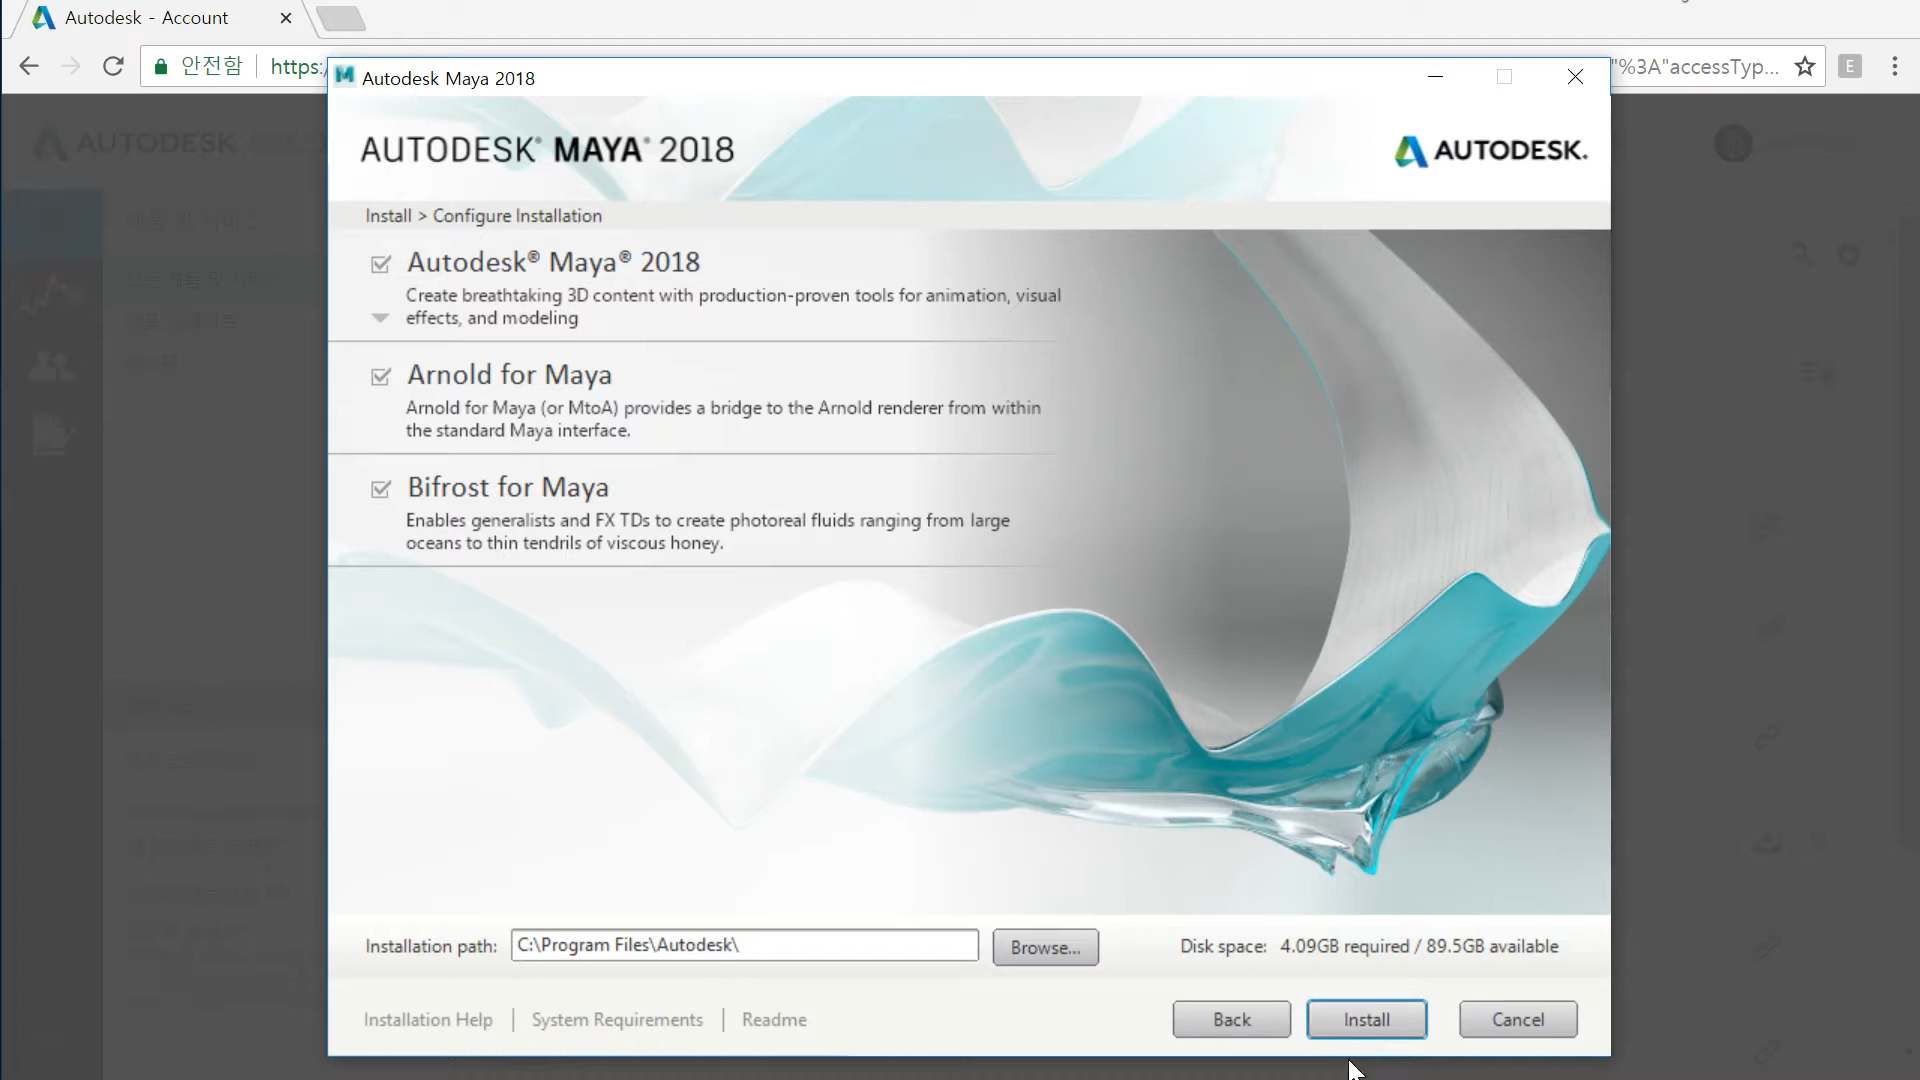 Autodesk - Account
안전함
https:/
"%3A"accessTyp...
E
Autodesk Maya 2018
AUTODESK® MAYA® 2018
AUTODESK.
AUTODESK
Install > Configure Installation
Autodesk® Maya® 2018
Create breathtaking 3D content with production-proven tools for animation, visual
effects, and modeling
Arnold for Maya
Arnold for Maya (or MtoA) provides a bridge to the Arnold renderer from within
the standard Maya interface.
Bifrost for Maya
Enables generalists and FX TDs to create photoreal fluids ranging from large
oceans to thin tendrils of viscous honey.
Installation path:
C:\Program Files\Autodesk\
Browse...
Disk space: 4.09GB required / 89.5GB available
Installation Help
System Requirements
Readme
Back
Install
Cancel